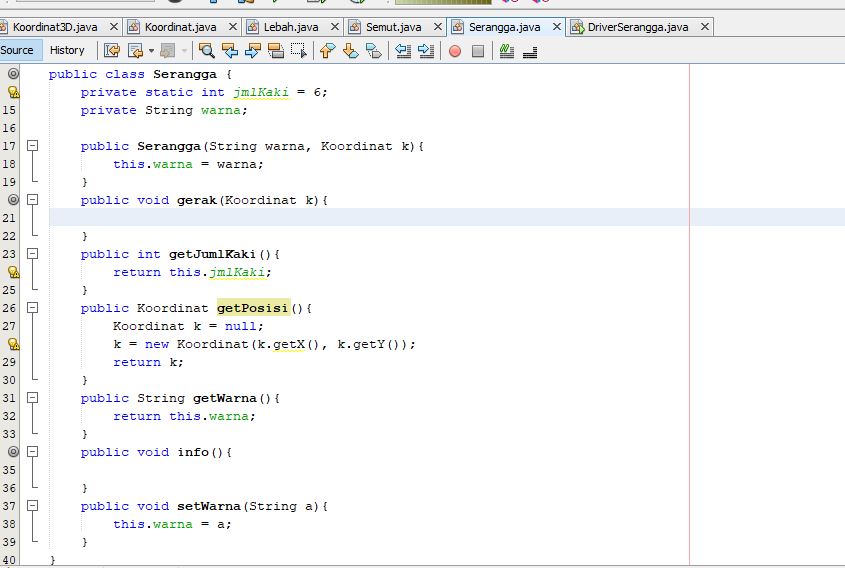 Koordinat3D.java Koordinat.java Lebah.java Semut.java Serangga.java DriverSerangga.java
Source History
public class Serangga {
private static int jmlKaki = 6;
15 private String warna;
16
17 public Serangga(String warna, Koordinat k){
18 this.warna = warna;
19 }
public void gerak(Koordinat k){
21
22 }
23 public int getJumlKaki(){
return this.jmlKaki;
25 }
26 public Koordinat getPosisi(){
27 Koordinat k = null;
k = new Koordinat(k.getX(), k.getY());
29 return k;
30 }
31 public String getWarna(){
32 return this.warna;
33 }
public void info(){
35
36 }
37 public void setWarna(String a){
38 this.warna = a;
39 }
40 }